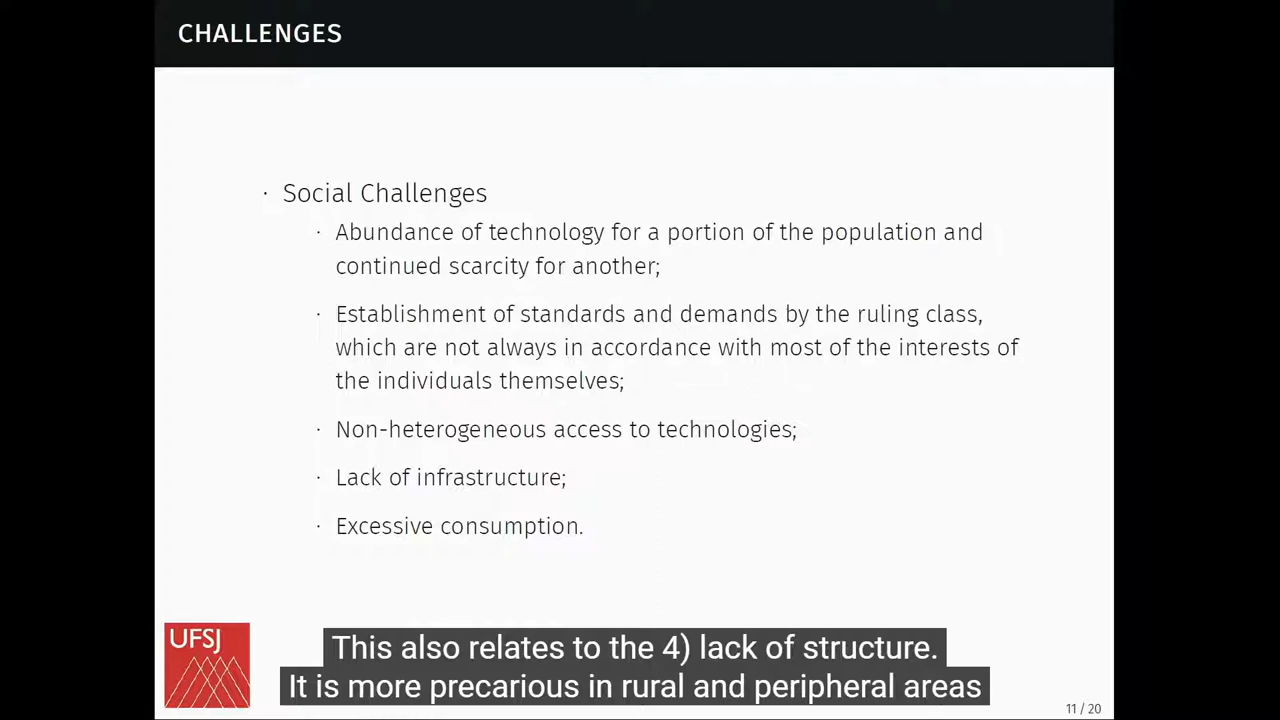 CHALLENGES
· Social Challenges
· Abundance of technology for a portion of the population and
continued scarcity for another;
· Establishment of standards and demands by the ruling class,
which are not always in accordance with most of the interests of
the individuals themselves;
· Non-heterogeneous access to technologies;
· Lack of infrastructure;
· Excessive consumption.
UFSJ
This also relates to the 4) lack of structure.
It is more precarious in rural and peripheral areas
11 / 20